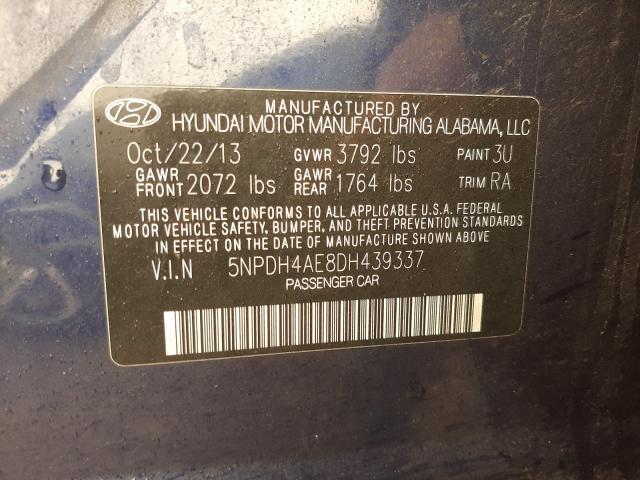 MANUFACTURED BY
HYUNDAI MOTOR MANUFACTURING ALABAMA, LLC
Oct/22/13 GVWR 3792 lbs PAINT 3U
GAWR FRONT 2072 lbs GAWR REAR 1764 lbs TRIM RA
THIS VEHICLE CONFORMS TO ALL APPLICABLE U.S.A. FEDERAL
MOTOR VEHICLE SAFETY, BUMPER, AND THEFT PREVENTION STANDARDS
IN EFFECT ON THE DATE OF MANUFACTURE SHOWN ABOVE
V.I.N 5NPDH4AE8DH439337
PASSENGER CAR